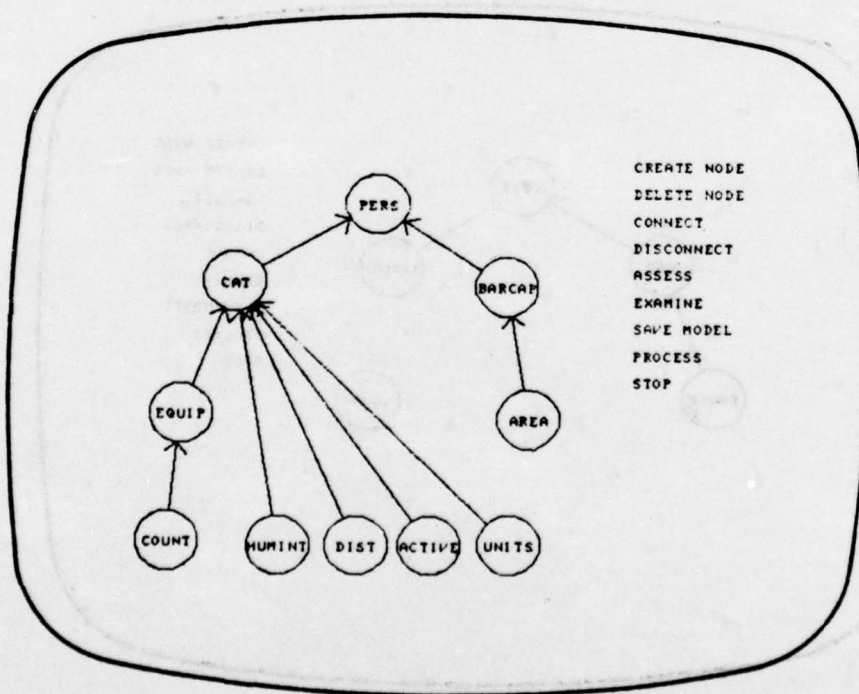 PERS
CAT
BARCAP
EQUIP
AREA
COUNT
HUMINT
DIST
ACTIVE
UNITS
CREATE NODE
DELETE NODE
CONNECT
DISCONNECT
ASSESS
EXAMINE
SAVE MODEL
PROCESS
STOP